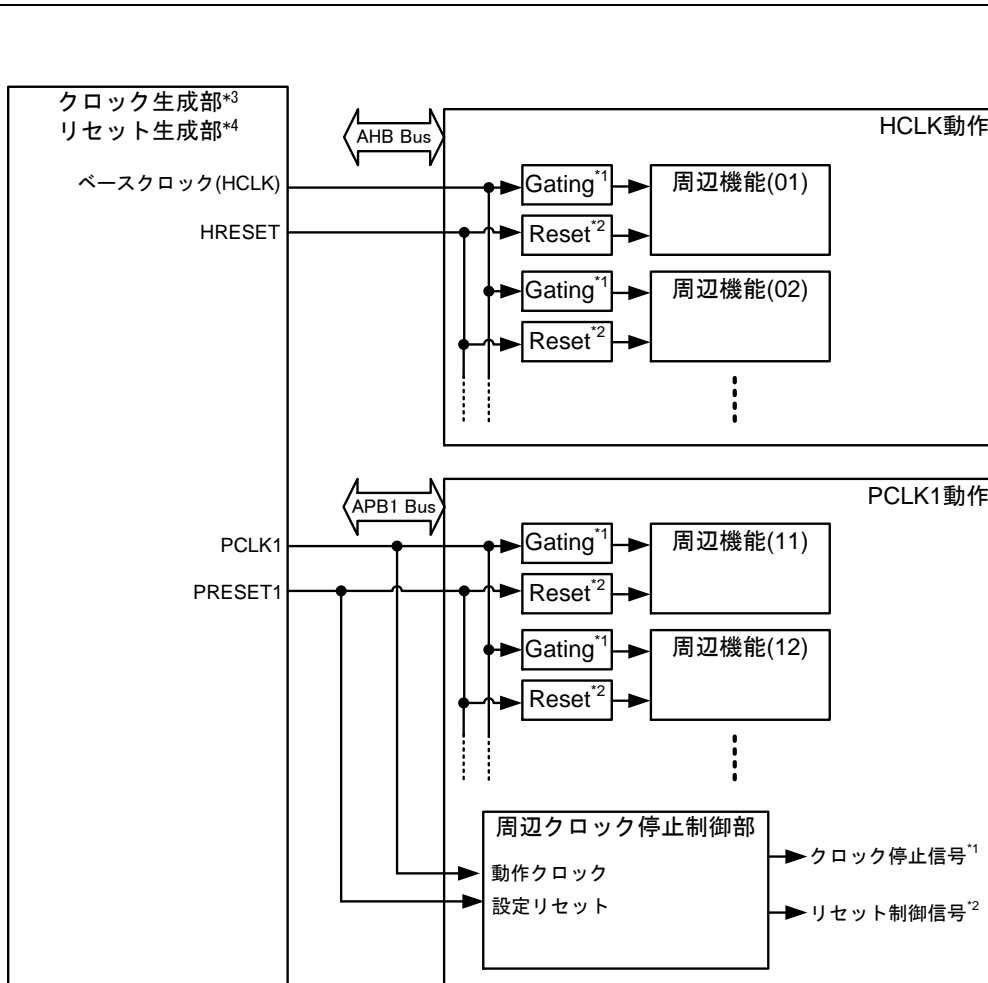 クロック生成部*3
リセット生成部*4
AHB Bus
HCLK動作
ベースクロック(HCLK)
Gating*1
周辺機能(01)
HRESET
Reset*2
Gating*1
周辺機能(02)
Reset*2
APB1 Bus
PCLK1動作
PCLK1
Gating*1
周辺機能(11)
PRESET1
Reset*2
Gating*1
周辺機能(12)
Reset*2
周辺クロック停止制御部
動作クロック
設定リセット
クロック停止信号*1
リセット制御信号*2